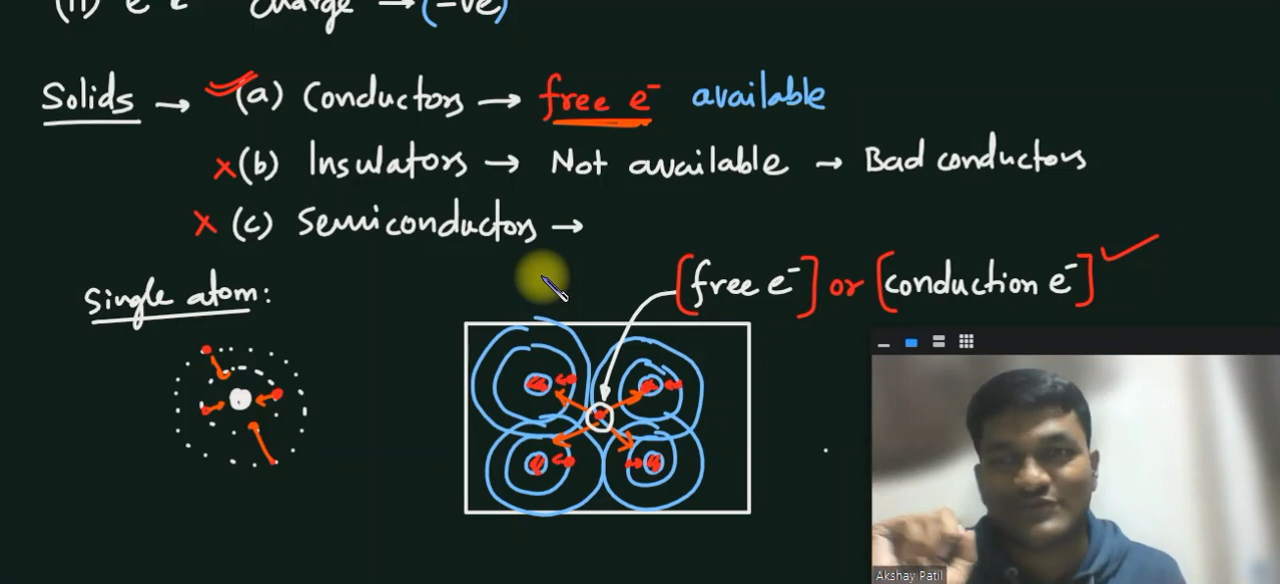 (ii) e⁻ e⁻ charge → (-ve)
Solids → (a) Conductors → free e⁻ available
x (b) Insulators → Not available → Bad conductors
x (c) Semiconductors →
Single atom:
[free e⁻] or [conduction e⁻]
Akshay Patil